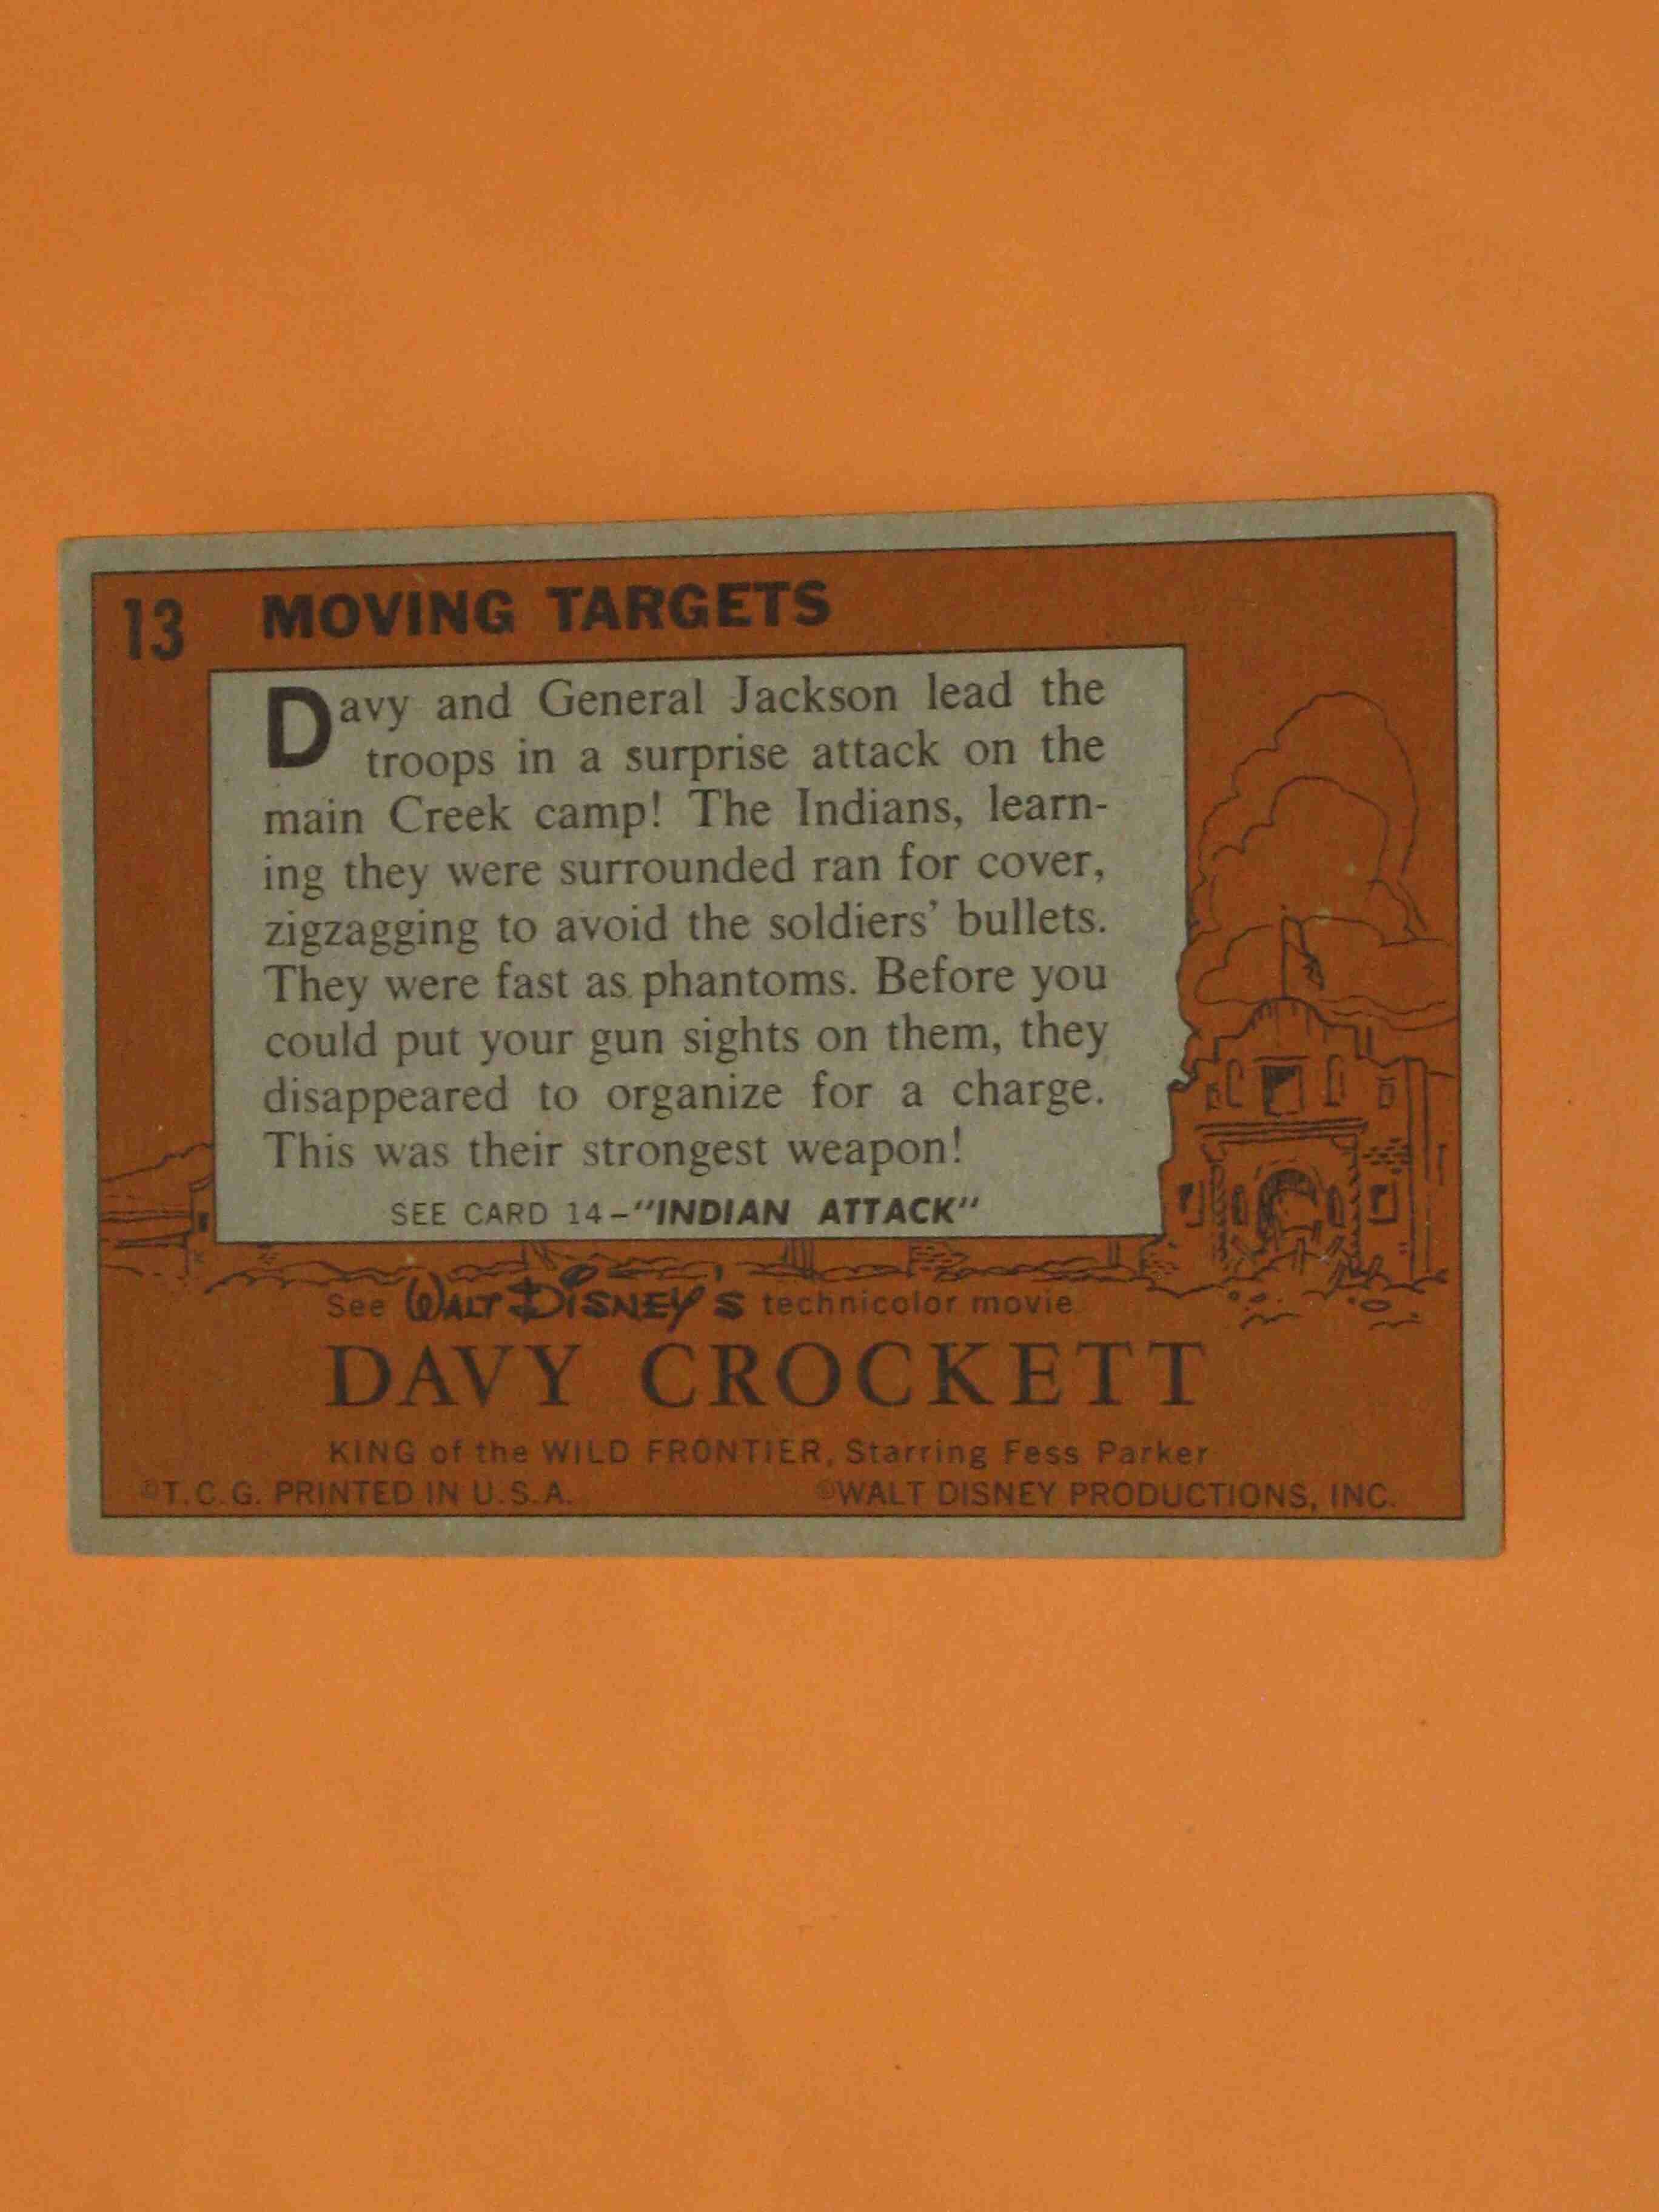 13 MOVING TARGETS
Davy and General Jackson lead the
troops in a surprise attack on the
main Creek camp! The Indians, learn-
ing they were surrounded ran for cover,
zigzagging to avoid the soldiers' bullets.
They were fast as phantoms. Before you
could put your gun sights on them, they
disappeared to organize for a charge.
This was their strongest weapon!
SEE CARD 14-"INDIAN ATTACK"
See WALT DISNEY'S technicolor movie
DAVY CROCKETT
KING of the WILD FRONTIER, Starring Fess Parker
©T.C.G. PRINTED IN U.S.A. ©WALT DISNEY PRODUCTIONS, INC.